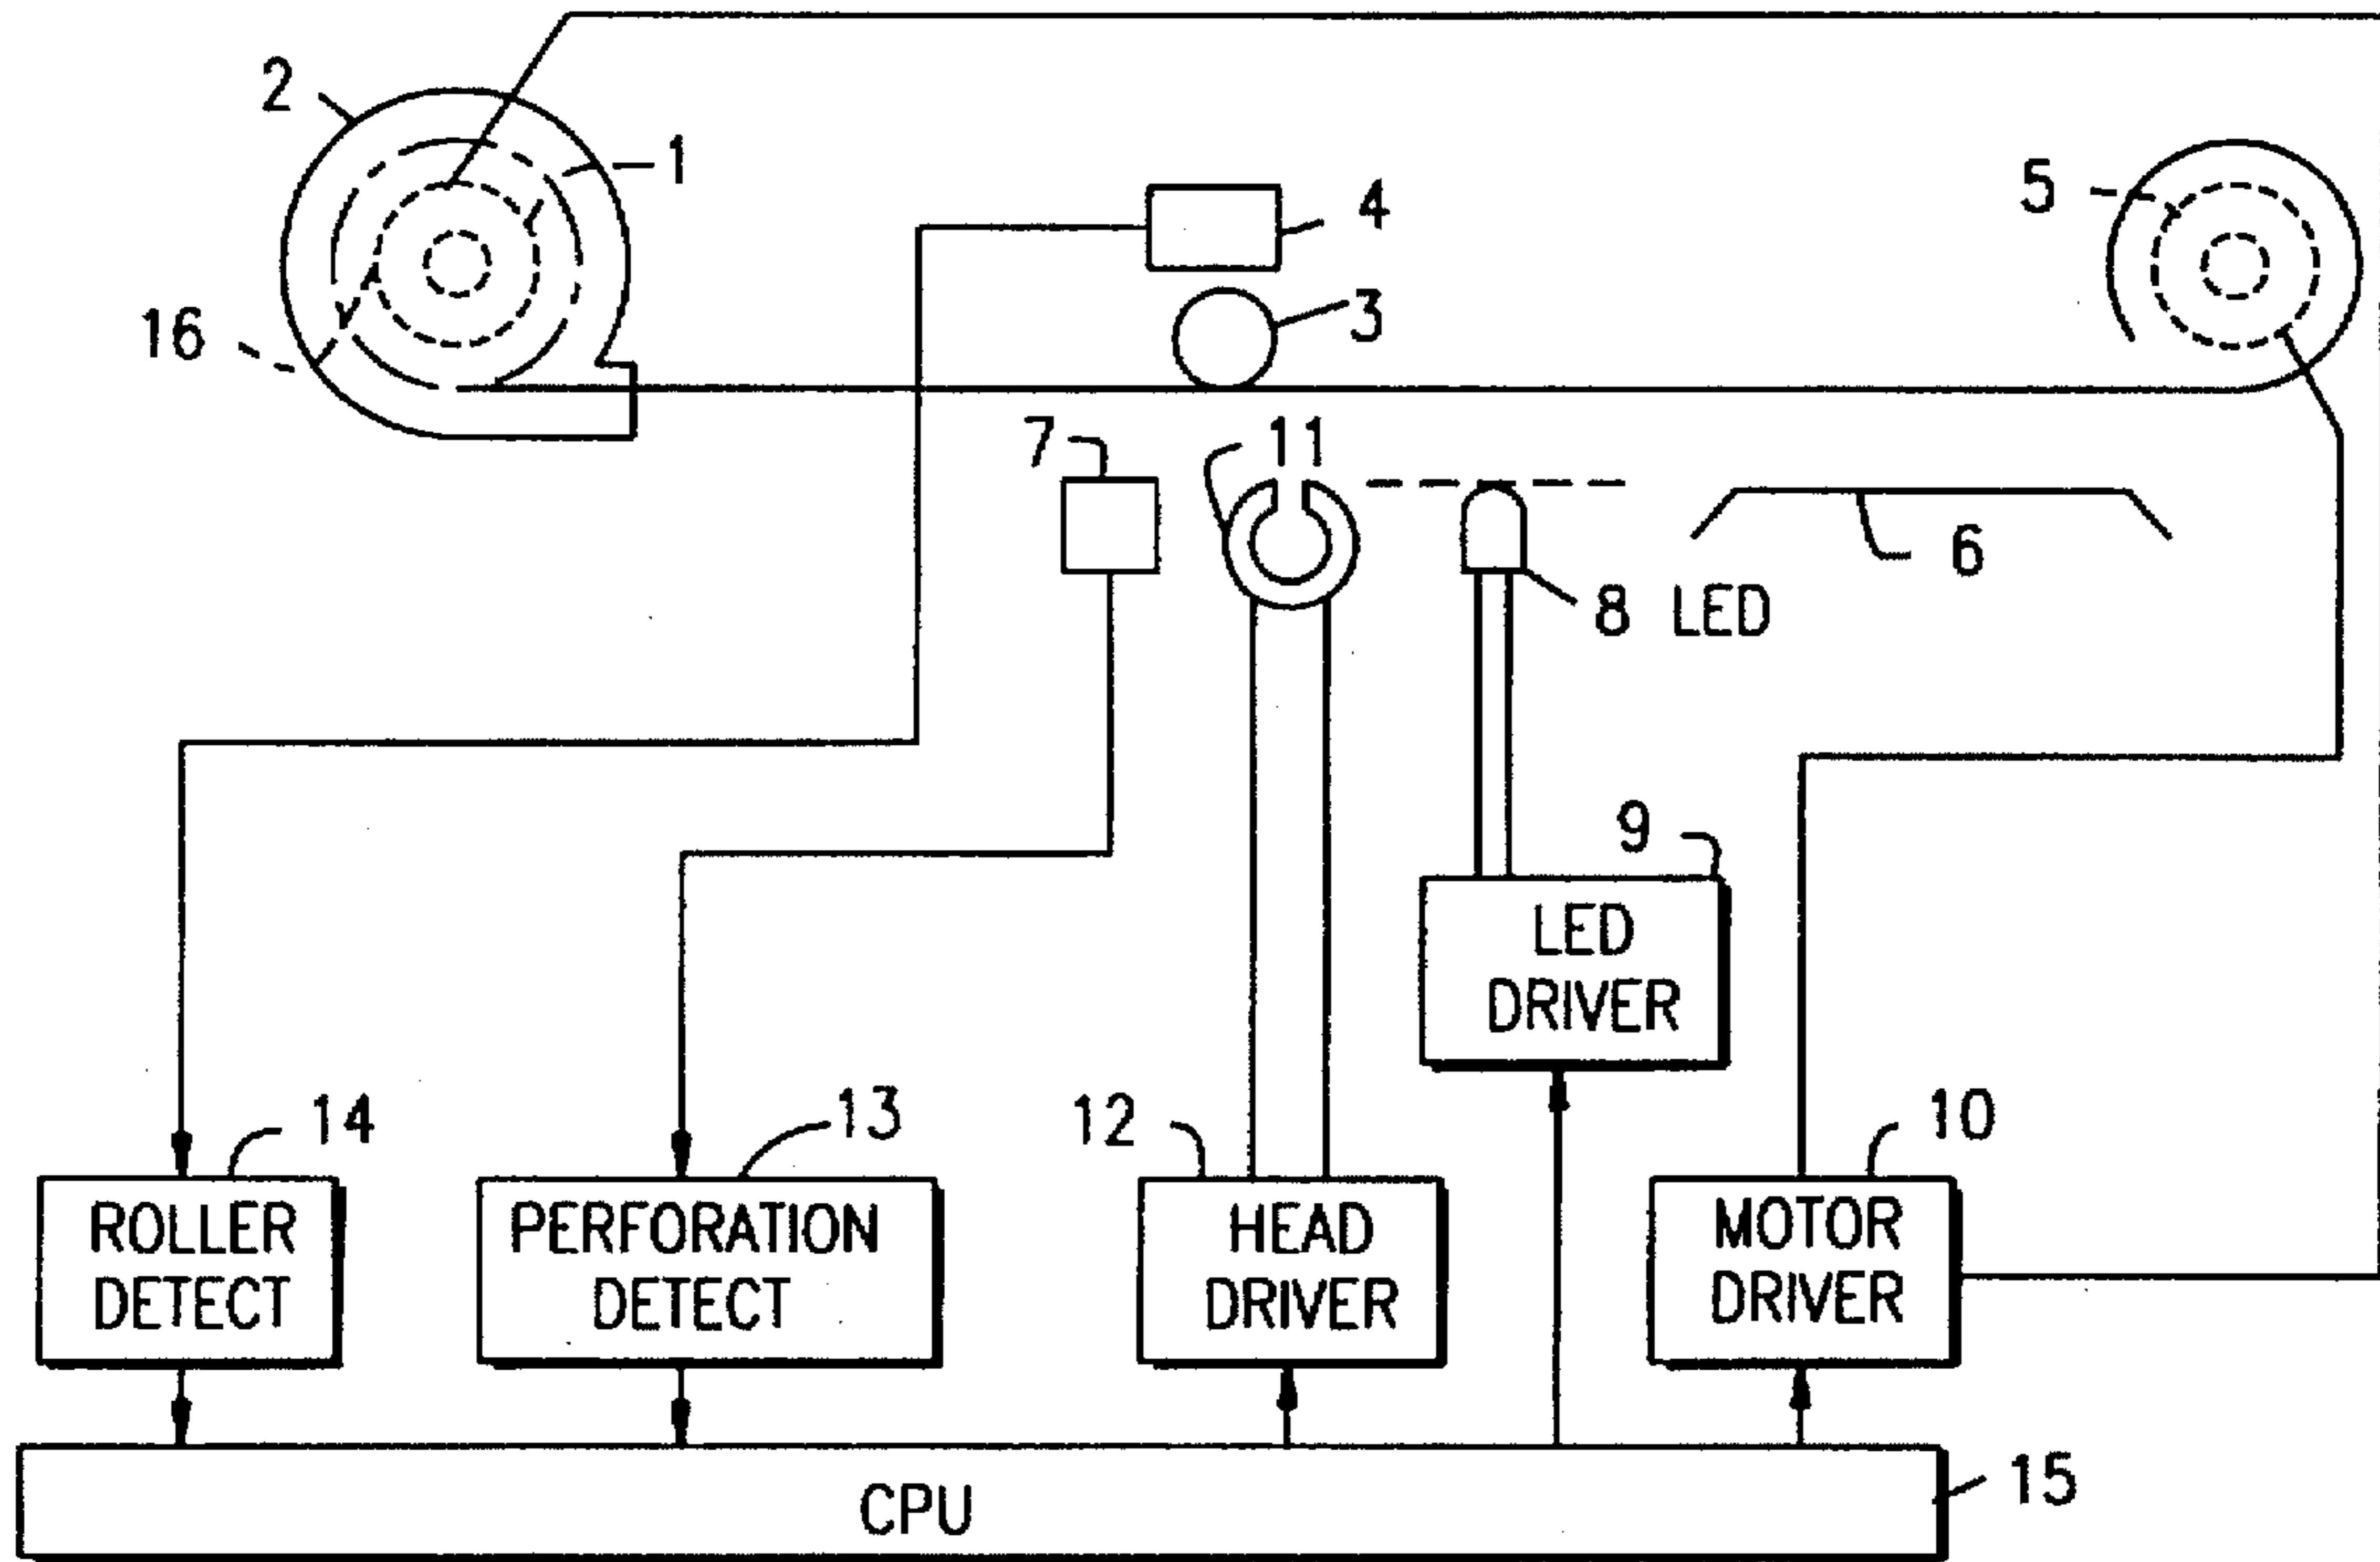 2
1
4
5
16
3
7
11
6
8 LED
9
LED
DRIVER
14
13
12
10
ROLLER
DETECT
PERFORATION
DETECT
HEAD
DRIVER
MOTOR
DRIVER
15
CPU